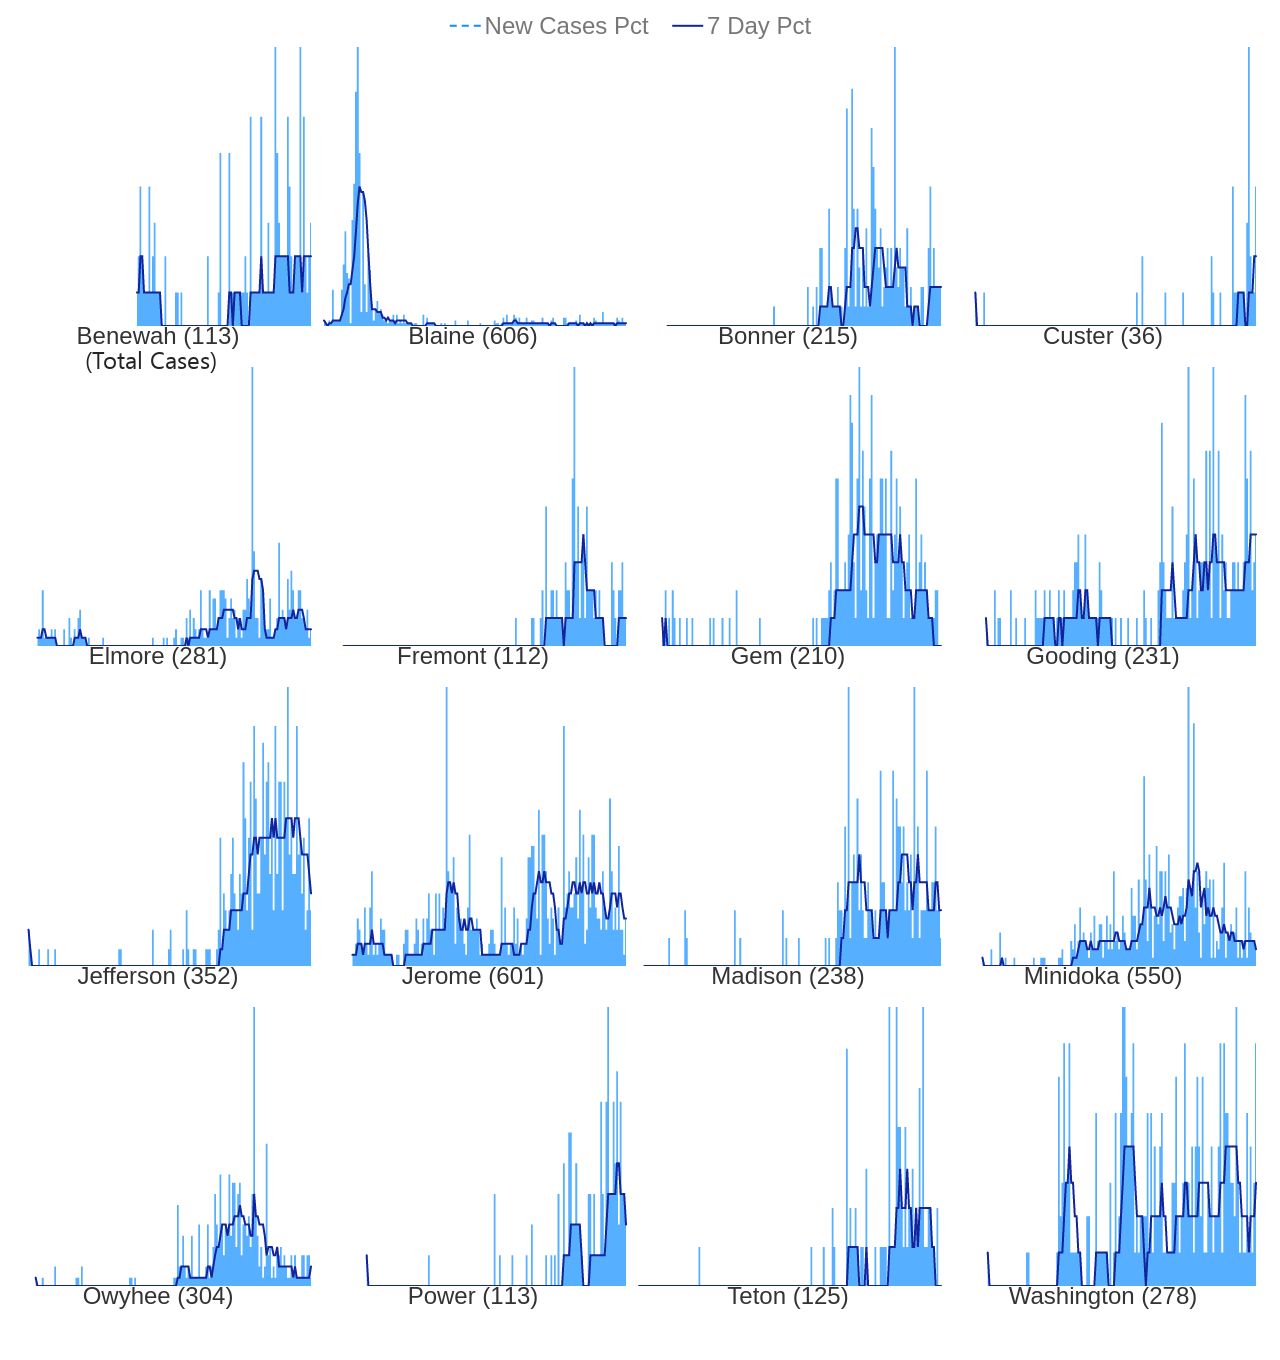 New Cases Pct 7 Day Pct
Benewah (113) Blaine (606) Bonner (215) Custer (36)
(Total Cases)
Elmore (281) Fremont (112) Gem (210) Gooding (231)
Jefferson (352) Jerome (601) Madison (238) Minidoka (550)
Owyhee (304) Power (113) Teton (125) Washington (278)